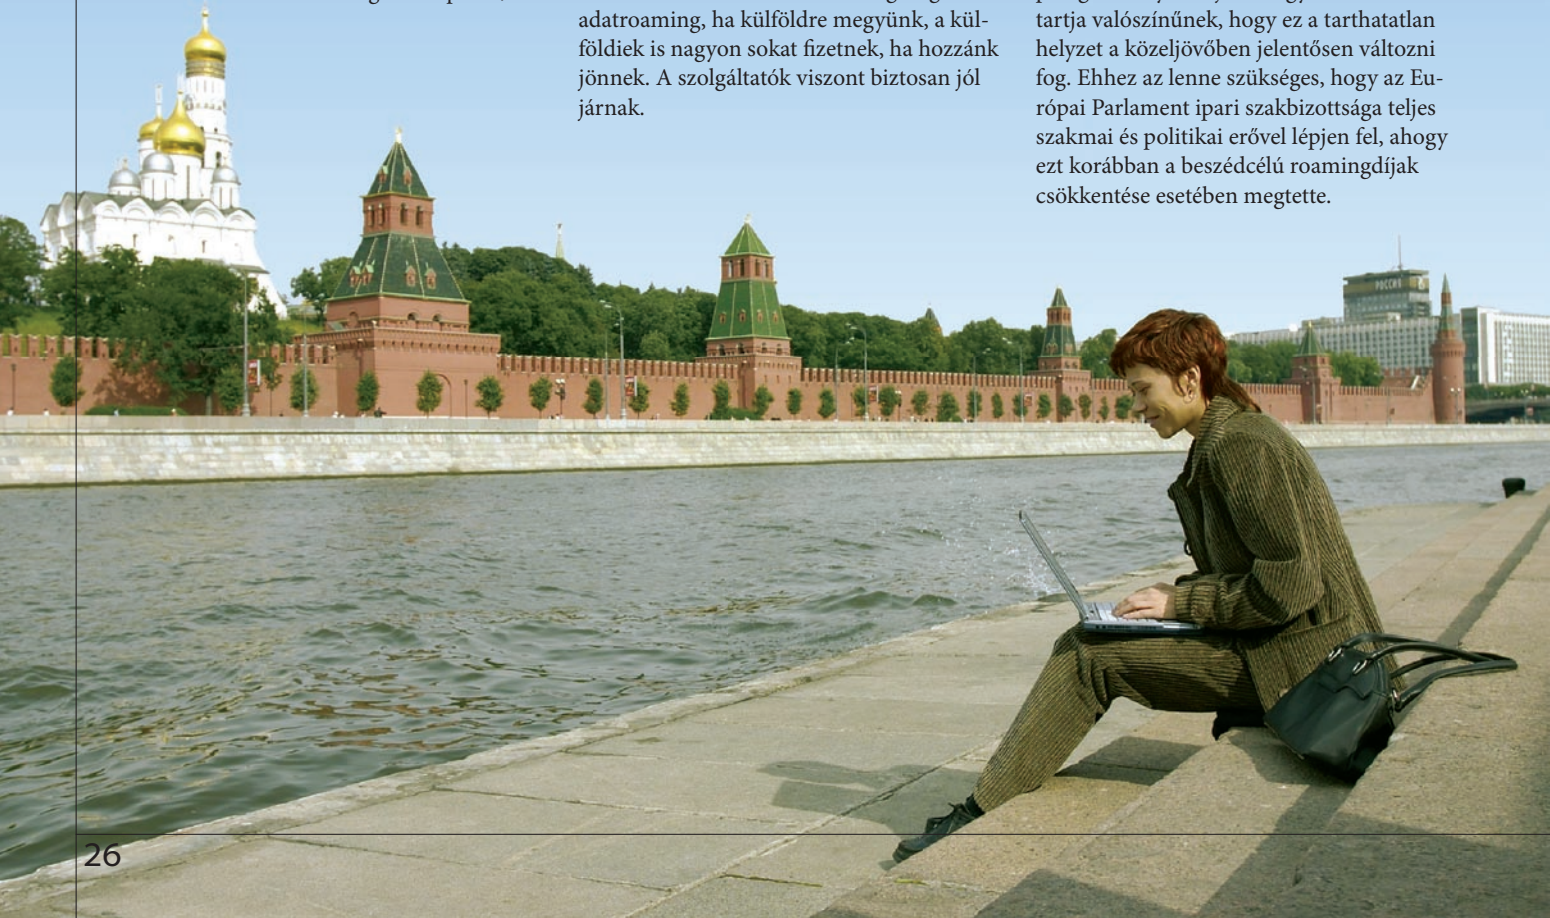 adatroaming, ha külföldre megyünk, a kül-
földiek is nagyon sokat fizetnek, ha hozzánk
jönnek. A szolgáltatók viszont biztosan jól
járnak.
tartja valószínűnek, hogy ez a tarthatatlan
helyzet a közeljövőben jelentősen változni
fog. Ehhez az lenne szükséges, hogy az Eu-
rópai Parlament ipari szakbizottsága teljes
szakmai és politikai erővel lépjen fel, ahogy
ezt korábban a beszédcélú roamingdíjak
csökkentése esetében megtette.
РОССИЯ
26